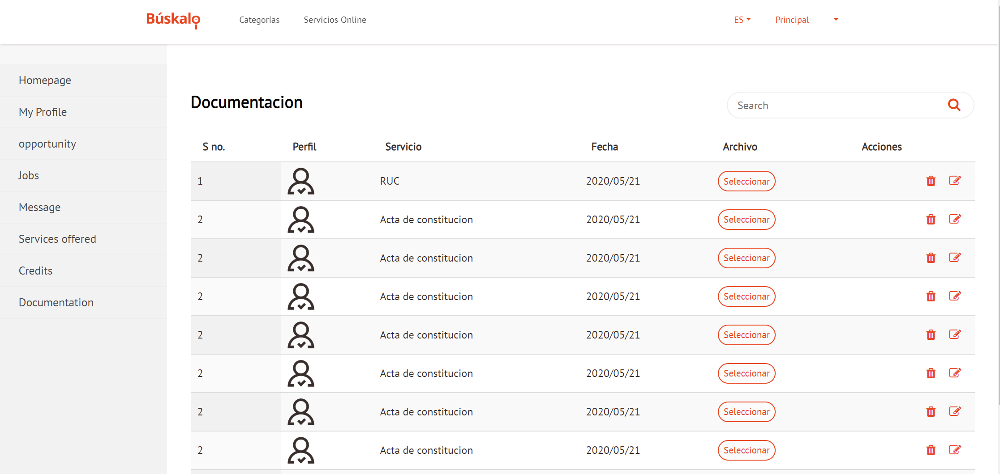 Búskalo
Categorías
Servicios Online
ES
Principal
Homepage
My Profile
opportunity
Jobs
Message
Services offered
Credits
Documentation
Documentacion
Search
S no. Perfil Servicio Fecha Archivo Acciones
1 RUC 2020/05/21 Seleccionar
2 Acta de constitucion 2020/05/21 Seleccionar
2 Acta de constitucion 2020/05/21 Seleccionar
2 Acta de constitucion 2020/05/21 Seleccionar
2 Acta de constitucion 2020/05/21 Seleccionar
2 Acta de constitucion 2020/05/21 Seleccionar
2 Acta de constitucion 2020/05/21 Seleccionar
2 Acta de constitucion 2020/05/21 Seleccionar